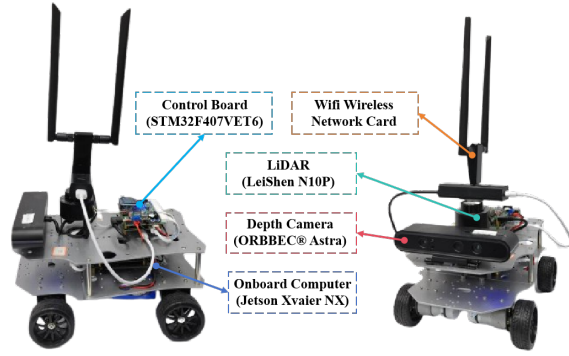 Control Board
(STM32F407VET6)
Wifi Wireless
Network Card
LiDAR
(LeiShen N10P)
Depth Camera
(ORBBEC® Astra)
Onboard Computer
(Jetson Xvaier NX)